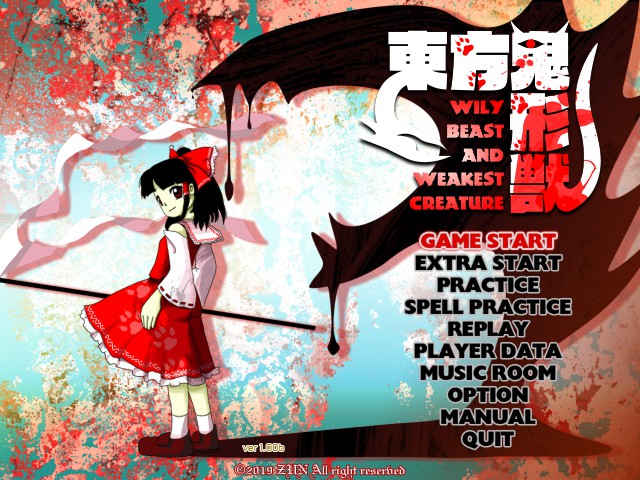 東方鬼形獣
WILY
BEAST
AND
WEAKEST
CREATURE
GAME START
EXTRA START
PRACTICE
SPELL PRACTICE
REPLAY
PLAYER DATA
MUSIC ROOM
OPTION
MANUAL
QUIT
ver 1.00b
©2019 ZUN All right reserved